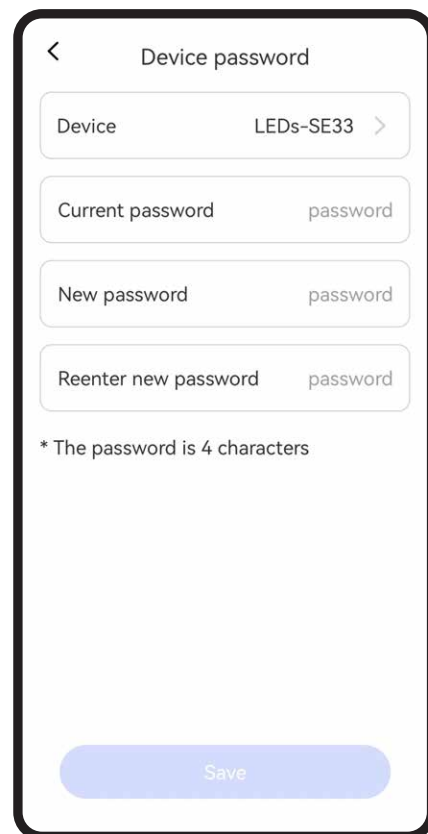 Device password
Device LEDs-SE33
Current password password
New password password
Reenter new password password
* The password is 4 characters
Save